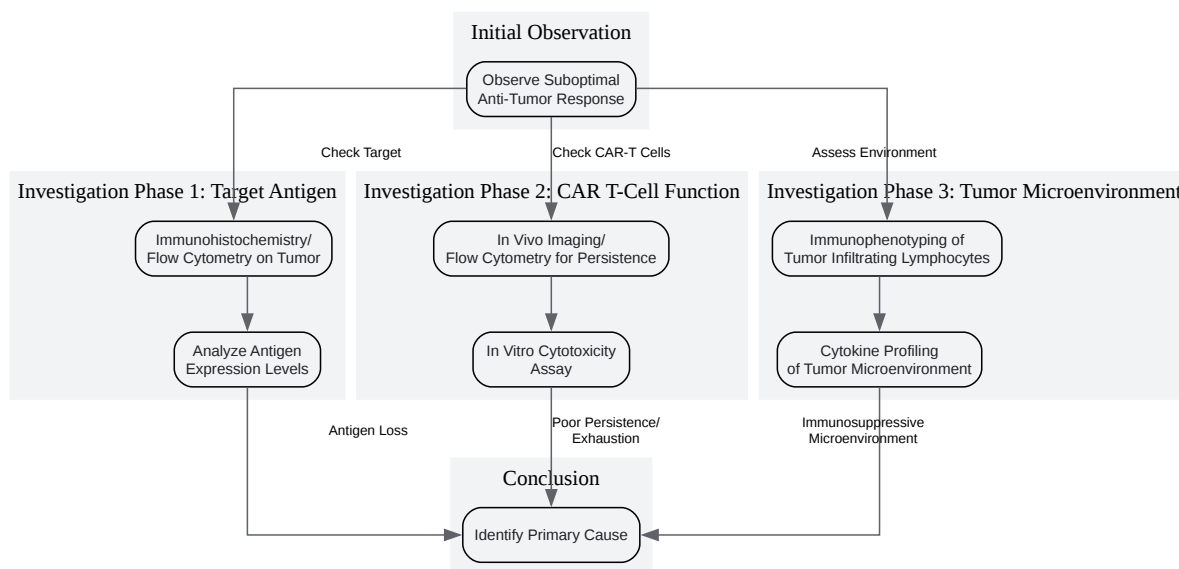 Initial Observation
Observe Suboptimal
Anti-Tumor Response
Check Target
Check CAR-T Cells
Assess Environment
Investigation Phase 1: Target Antigen
Investigation Phase 2: CAR T-Cell Function
Investigation Phase 3: Tumor Microenvironment
Immunohistochemistry/
Flow Cytometry on Tumor
In Vivo Imaging/
Flow Cytometry for Persistence
Immunophenotyping of
Tumor Infiltrating Lymphocytes
Analyze Antigen
Expression Levels
In Vitro Cytotoxicity
Assay
Cytokine Profiling
of Tumor Microenvironment
Antigen Loss
Poor Persistence/
Exhaustion
Immunosuppressive
Microenvironment
Conclusion
Identify Primary Cause